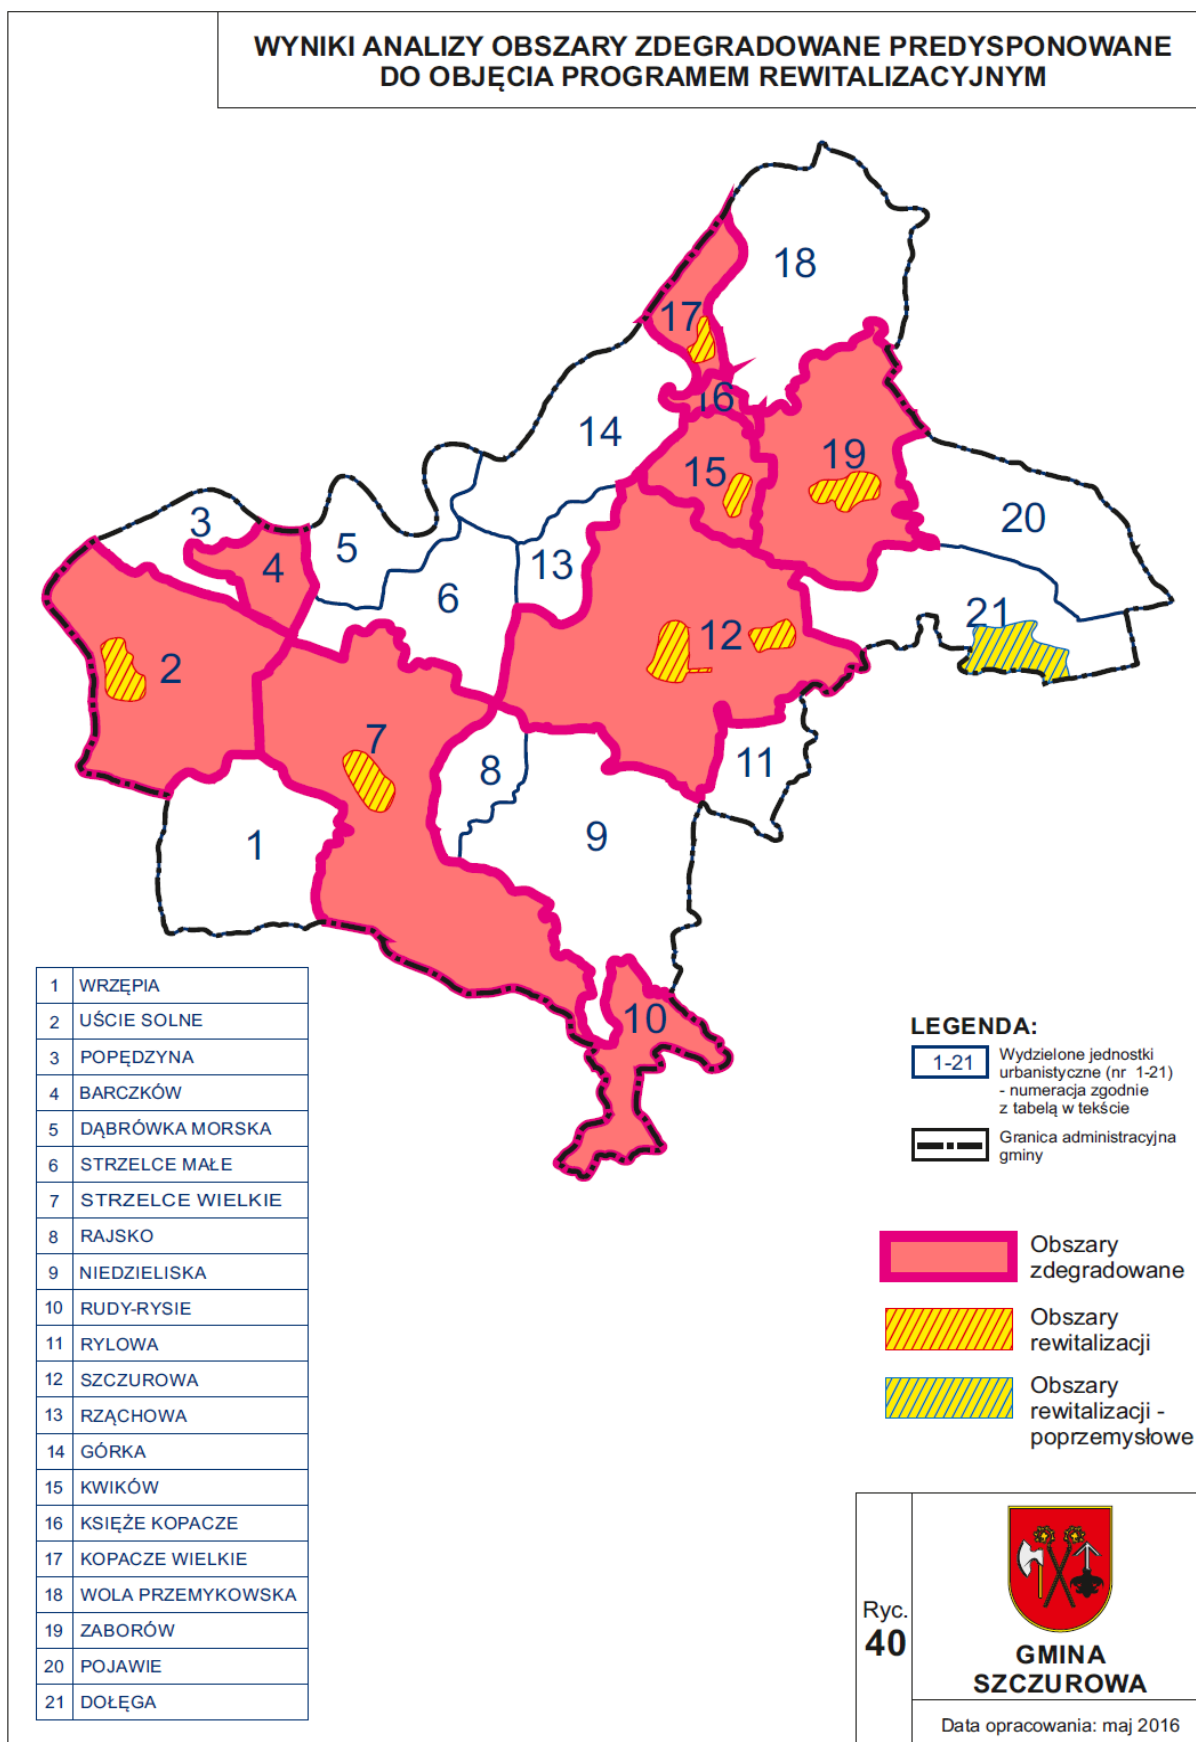 WYNIKI ANALIZY OBSZARY ZDEGRADOWANE PREDYSPONOWANE
DO OBJĘCIA PROGRAMEM REWITALIZACYJNYM
18
17
16
14
15
19
3
5
20
4
13
6
21
12
2
7
11
8
1
9
10
1 WRZĘPIA
2 UŚCIE SOLNE
3 POPĘDZYNA
4 BARCZKÓW
5 DĄBRÓWKA MORSKA
6 STRZELCE MAŁE
7 STRZELCE WIELKIE
8 RAJSKO
9 NIEDZIELISKA
10 RUDY-RYSIE
11 RYLOWA
12 SZCZUROWA
13 RZĄCHOWA
14 GÓRKA
15 KWIKÓW
16 KSIĘŻE KOPACZE
17 KOPACZE WIELKIE
18 WOLA PRZEMYKOWSKA
19 ZABORÓW
20 POJAWIE
21 DOŁĘGA
LEGENDA:
1-21
Wydzielone jednostki
urbanistyczne (nr 1-21)
- numeracja zgodnie
z tabelą w tekście
Granica administracyjna
gminy
Obszary
zdegradowane
Obszary
rewitalizacji
Obszary
rewitalizacji -
poprzemysłowe
Ryc.
40
GMINA
SZCZUROWA
Data opracowania: maj 2016